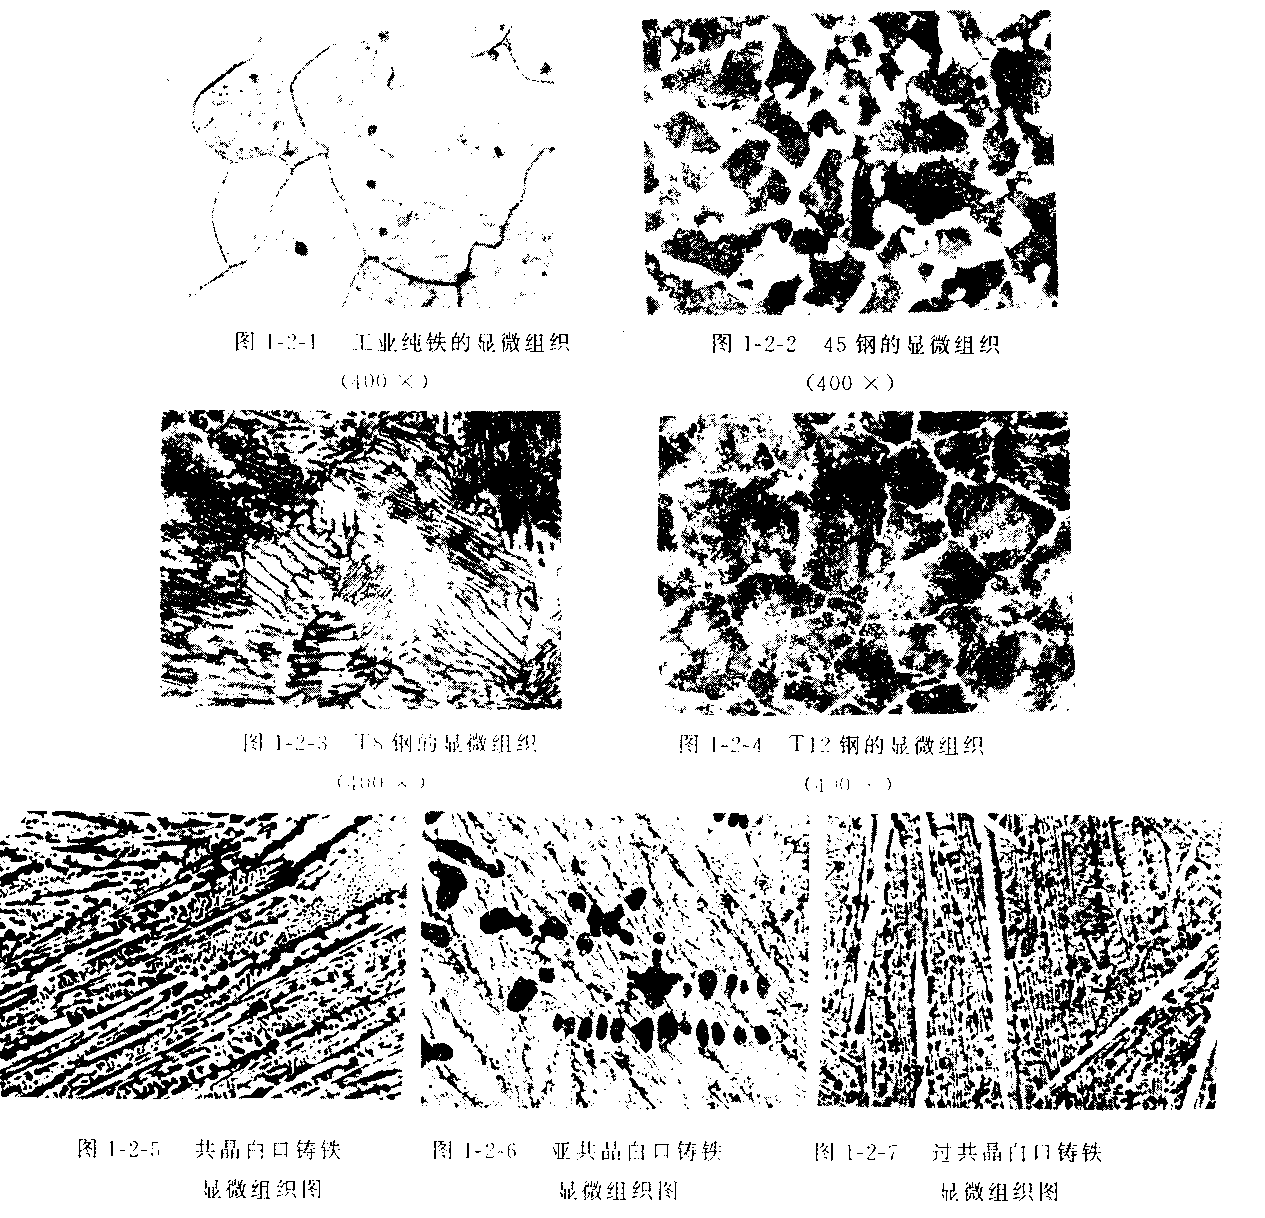 图 1-2-1 工业纯铁的显微组织
(400 ×)
图 1-2-2 45 钢的显微组织
(400 ×)
图 1-2-3 T8 钢的显微组织
(400 ×)
图 1-2-4 T12 钢的显微组织
(400 ×)
图 1-2-5 共晶白口铸铁
显微组织图
图 1-2-6 亚共晶白口铸铁
显微组织图
图 1-2-7 过共晶白口铸铁
显微组织图